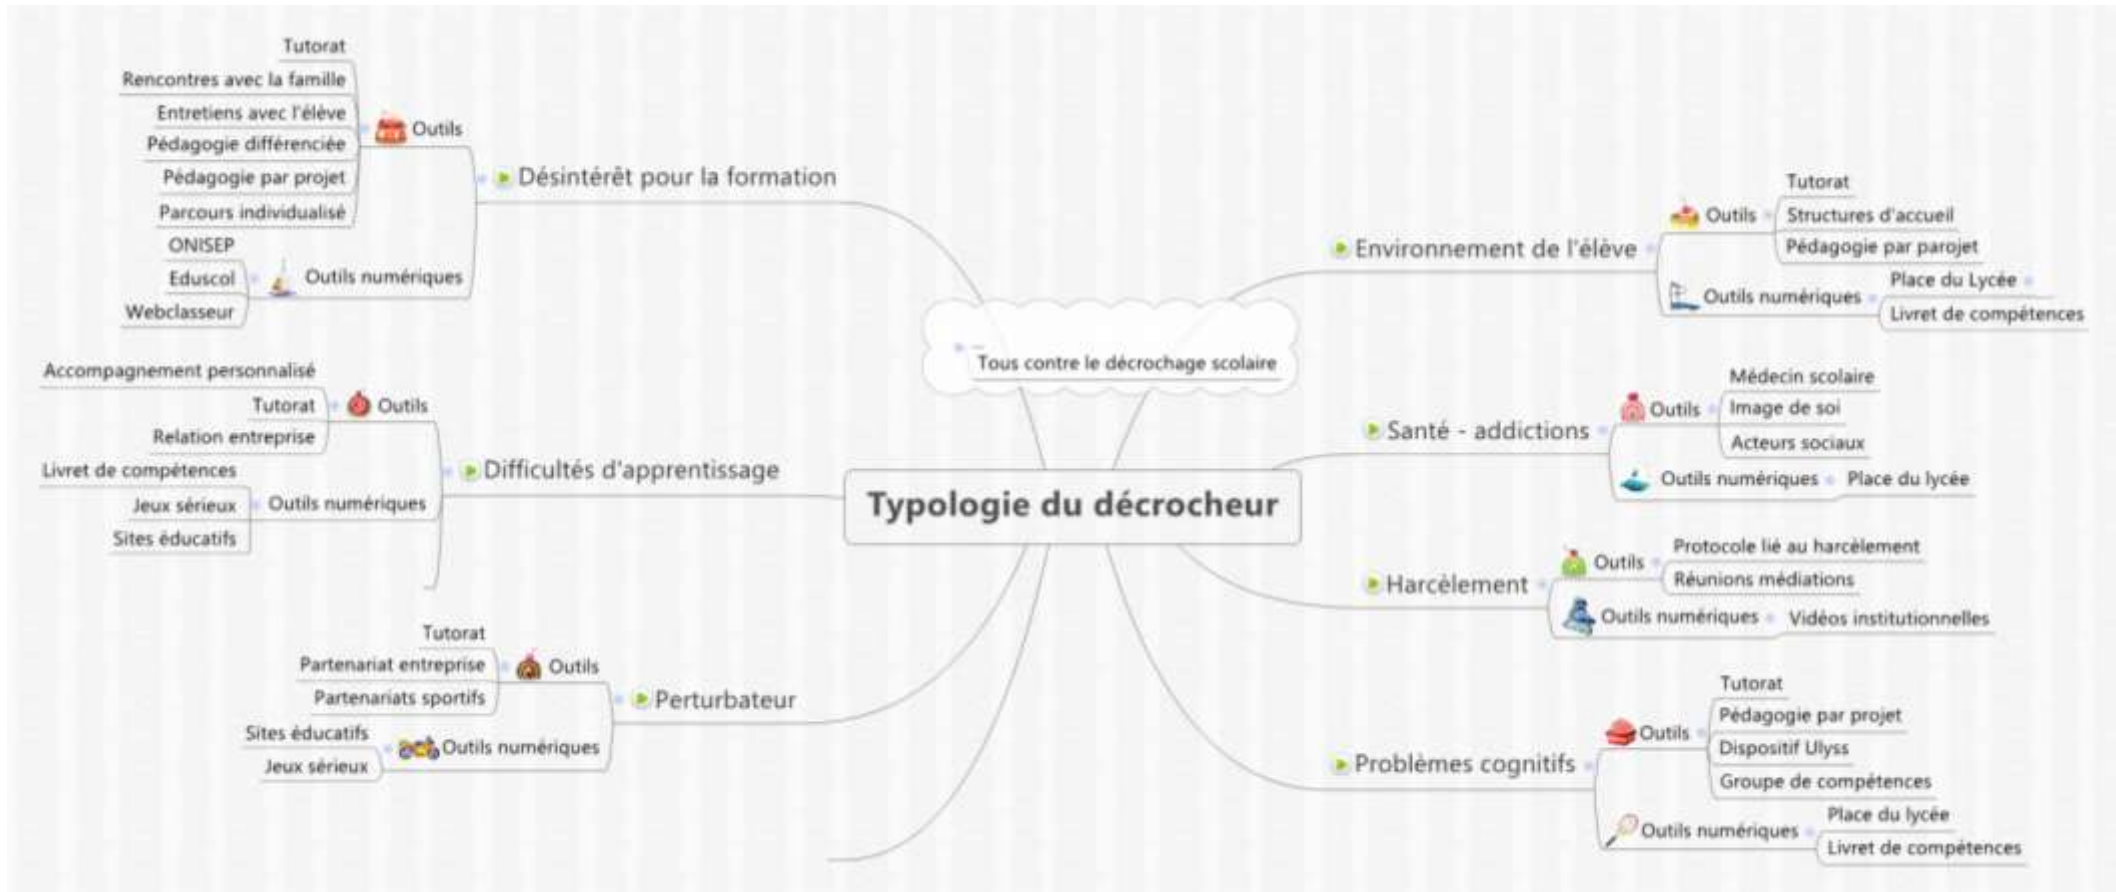 Typologie du décrocheur
Tous contre le décrochage scolaire
Désintérêt pour la formation
Outils
Tutorat
Rencontres avec la famille
Entretiens avec l'élève
Pédagogie différenciée
Pédagogie par projet
Parcours individualisé
Outils numériques
ONISEP
Eduscol
Webclasseur
Difficultés d'apprentissage
Outils
Accompagnement personnalisé
Tutorat
Relation entreprise
Outils numériques
Livret de compétences
Jeux sérieux
Sites éducatifs
Perturbateur
Outils
Tutorat
Partenariat entreprise
Partenariats sportifs
Outils numériques
Sites éducatifs
Jeux sérieux
Environnement de l'élève
Outils
Tutorat
Structures d'accueil
Pédagogie par parojet
Outils numériques
Place du Lycée
Livret de compétences
Santé - addictions
Outils
Médecin scolaire
Image de soi
Acteurs sociaux
Outils numériques
Place du lycée
Harcèlement
Outils
Protocole lié au harcèlement
Réunions médiations
Outils numériques
Vidéos institutionnelles
Problèmes cognitifs
Outils
Tutorat
Pédagogie par projet
Dispositif Ulyss
Groupe de compétences
Outils numériques
Place du lycée
Livret de compétences